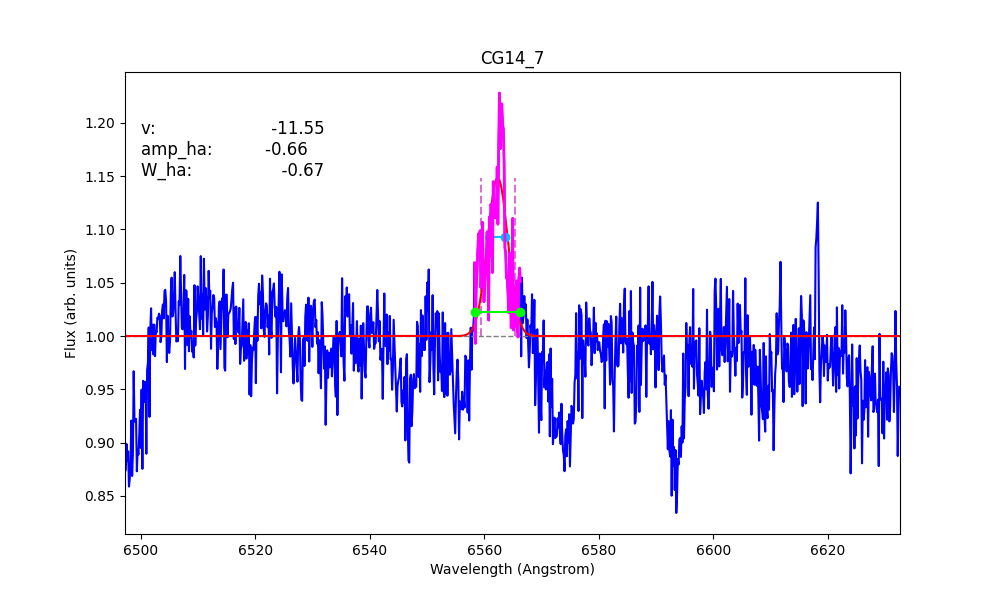 CG14_7
v: -11.55
amp_ha: -0.66
W_ha: -0.67
Flux (arb. units)
1.20
1.15
1.10
1.05
1.00
0.95
0.90
0.85
6500 6520 6540 6560 6580 6600 6620
Wavelength (Angstrom)